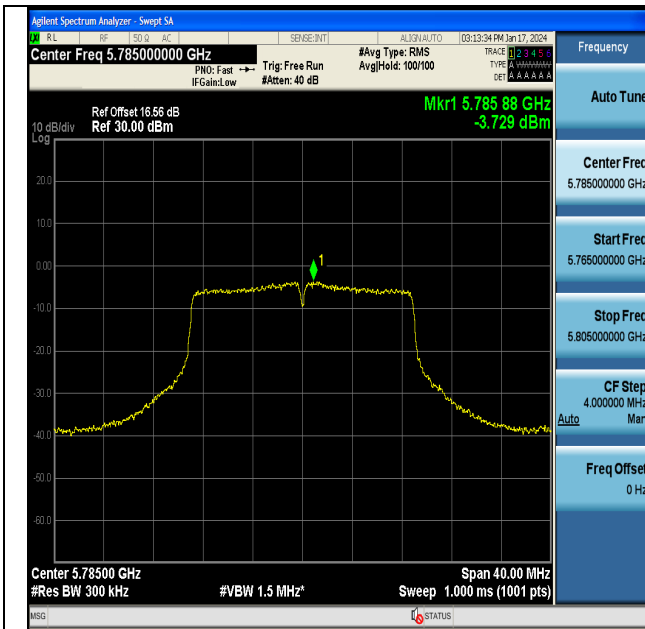 Agilent Spectrum Analyzer - Swept SA
LXI RL RF 50 Ω AC SENSE:INT ALIGNAUTO 03:13:34 PM Jan 17, 2024
Center Freq 5.785000000 GHz
#Avg Type: RMS
TRACE 1 2 3 4 5 6
PNO: Fast Trig: Free Run Avg|Hold: 100/100
TYPE A
IFGain:Low #Atten: 40 dB
DET A A A A A A
Mkr1 5.785 88 GHz
-3.729 dBm
Ref Offset 16.56 dB
10 dB/div Ref 30.00 dBm
Log
20.0
10.0
0.00
-10.0
-20.0
-30.0
-40.0
-50.0
-60.0
1
Center 5.78500 GHz Span 40.00 MHz
#Res BW 300 kHz #VBW 1.5 MHz* Sweep 1.000 ms (1001 pts)
MSG STATUS
Frequency
Auto Tune
Center Freq
5.785000000 GHz
Start Freq
5.765000000 GHz
Stop Freq
5.805000000 GHz
CF Step
4.000000 MHz
Auto Man
Freq Offset
0 Hz